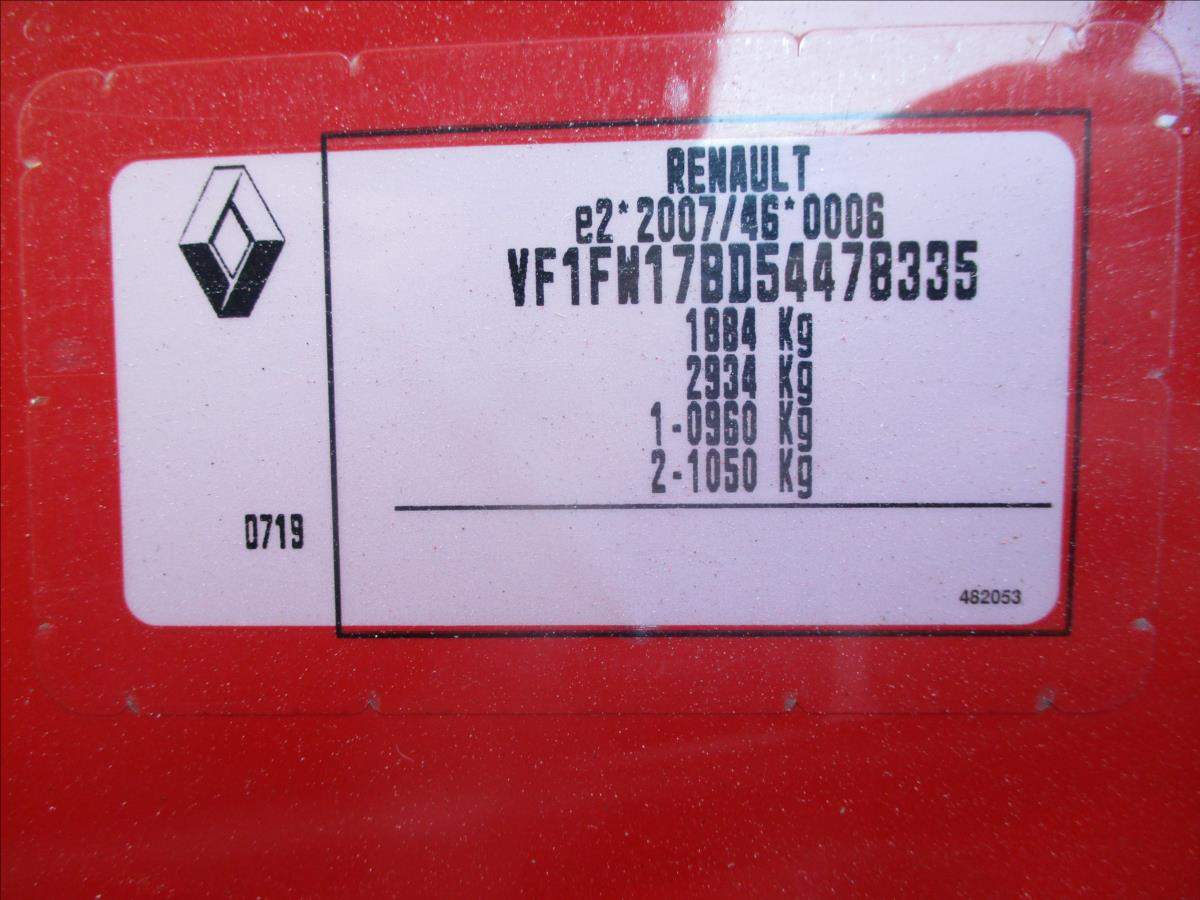 RENAULT
e2*2007/46*0006
VF1FW17BD54478335
1884 Kg
2934 Kg
1-0960 Kg
2-1050 Kg
0719
462053